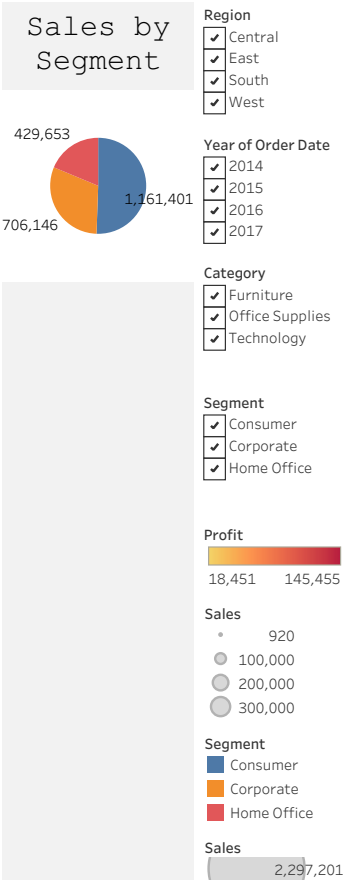 Sales by
Segment
429,653
1,161,401
706,146
Region
Central
East
South
West
Year of Order Date
2014
2015
2016
2017
Category
Furniture
Office Supplies
Technology
Segment
Consumer
Corporate
Home Office
Profit
18,451 145,455
Sales
920
100,000
200,000
300,000
Segment
Consumer
Corporate
Home Office
Sales
2,297,201